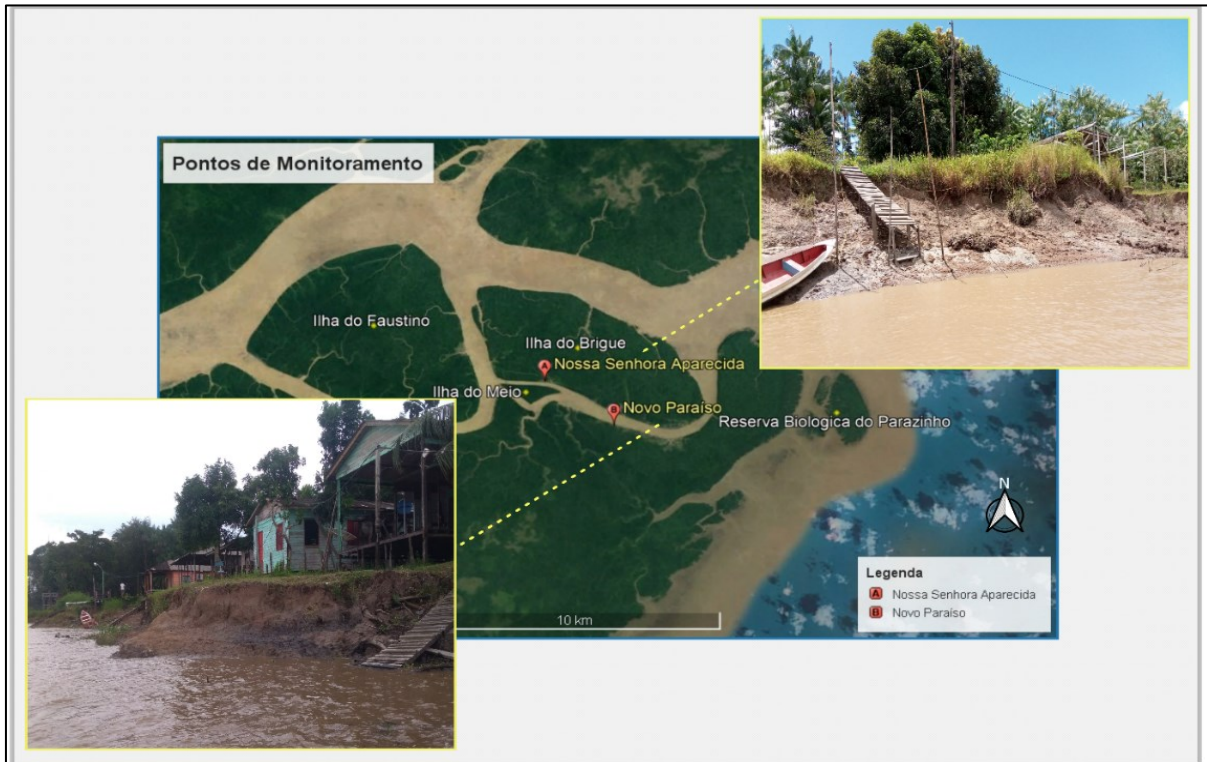 Pontos de Monitoramento
Ilha do Faustino
Ilha do Brigue
Nossa Senhora Aparecida
Ilha do Meio
Novo Paraíso
Reserva Biologica do Parazinho
A
B
N
10 km
Legenda
A Nossa Senhora Aparecida
B Novo Paraíso